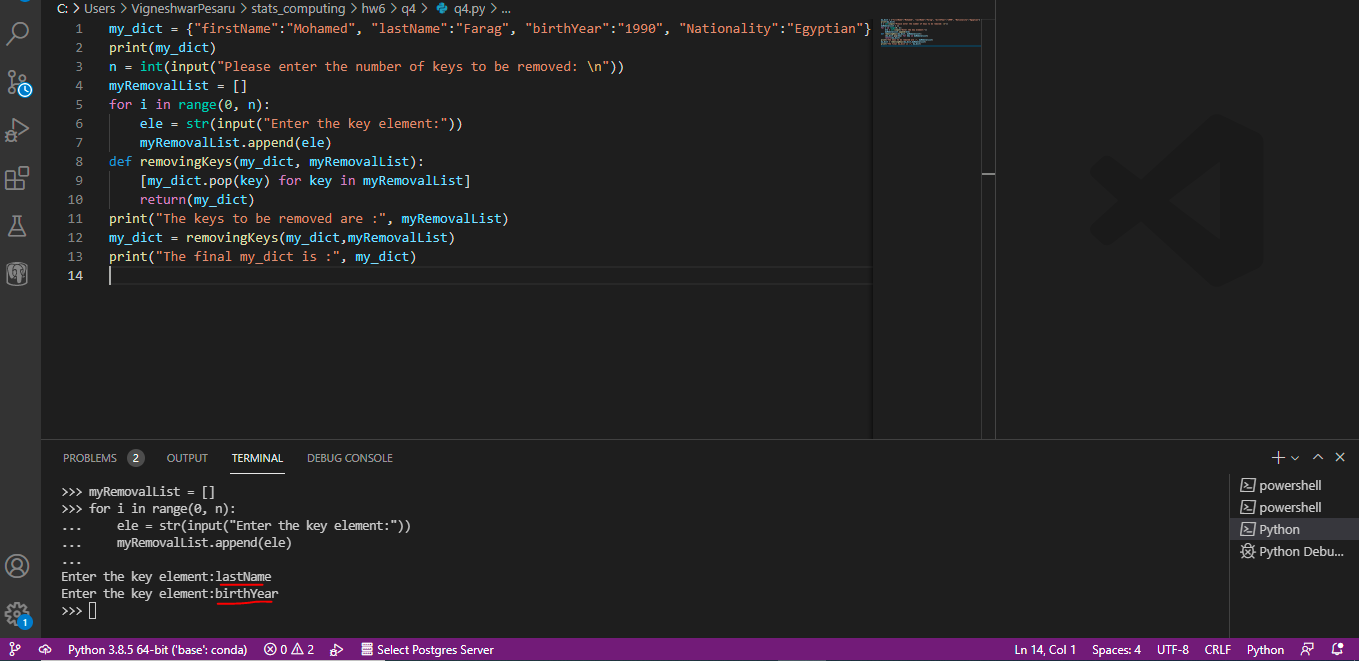 C: > Users > VigneshwarPesaru > stats_computing > hw6 > q4 > q4.py > ...
1 my_dict = {"firstName":"Mohamed", "lastName":"Farag", "birthYear":"1990", "Nationality":"Egyptian"}
2 print(my_dict)
3 n = int(input("Please enter the number of keys to be removed: \n"))
4 myRemovalList = []
5 for i in range(0, n):
6     ele = str(input("Enter the key element:"))
7     myRemovalList.append(ele)
8 def removingKeys(my_dict, myRemovalList):
9     [my_dict.pop(key) for key in myRemovalList]
10     return(my_dict)
11 print("The keys to be removed are :", myRemovalList)
12 my_dict = removingKeys(my_dict,myRemovalList)
13 print("The final my_dict is :", my_dict)
14
PROBLEMS 2 OUTPUT TERMINAL DEBUG CONSOLE
>>> myRemovalList = []
>>> for i in range(0, n):
...     ele = str(input("Enter the key element:"))
...     myRemovalList.append(ele)
...
Enter the key element:lastName
Enter the key element:birthYear
>>>
powershell
powershell
Python
Python Debu...
1
Python 3.8.5 64-bit ('base': conda) 0 2 Select Postgres Server Ln 14, Col 1 Spaces: 4 UTF-8 CRLF Python